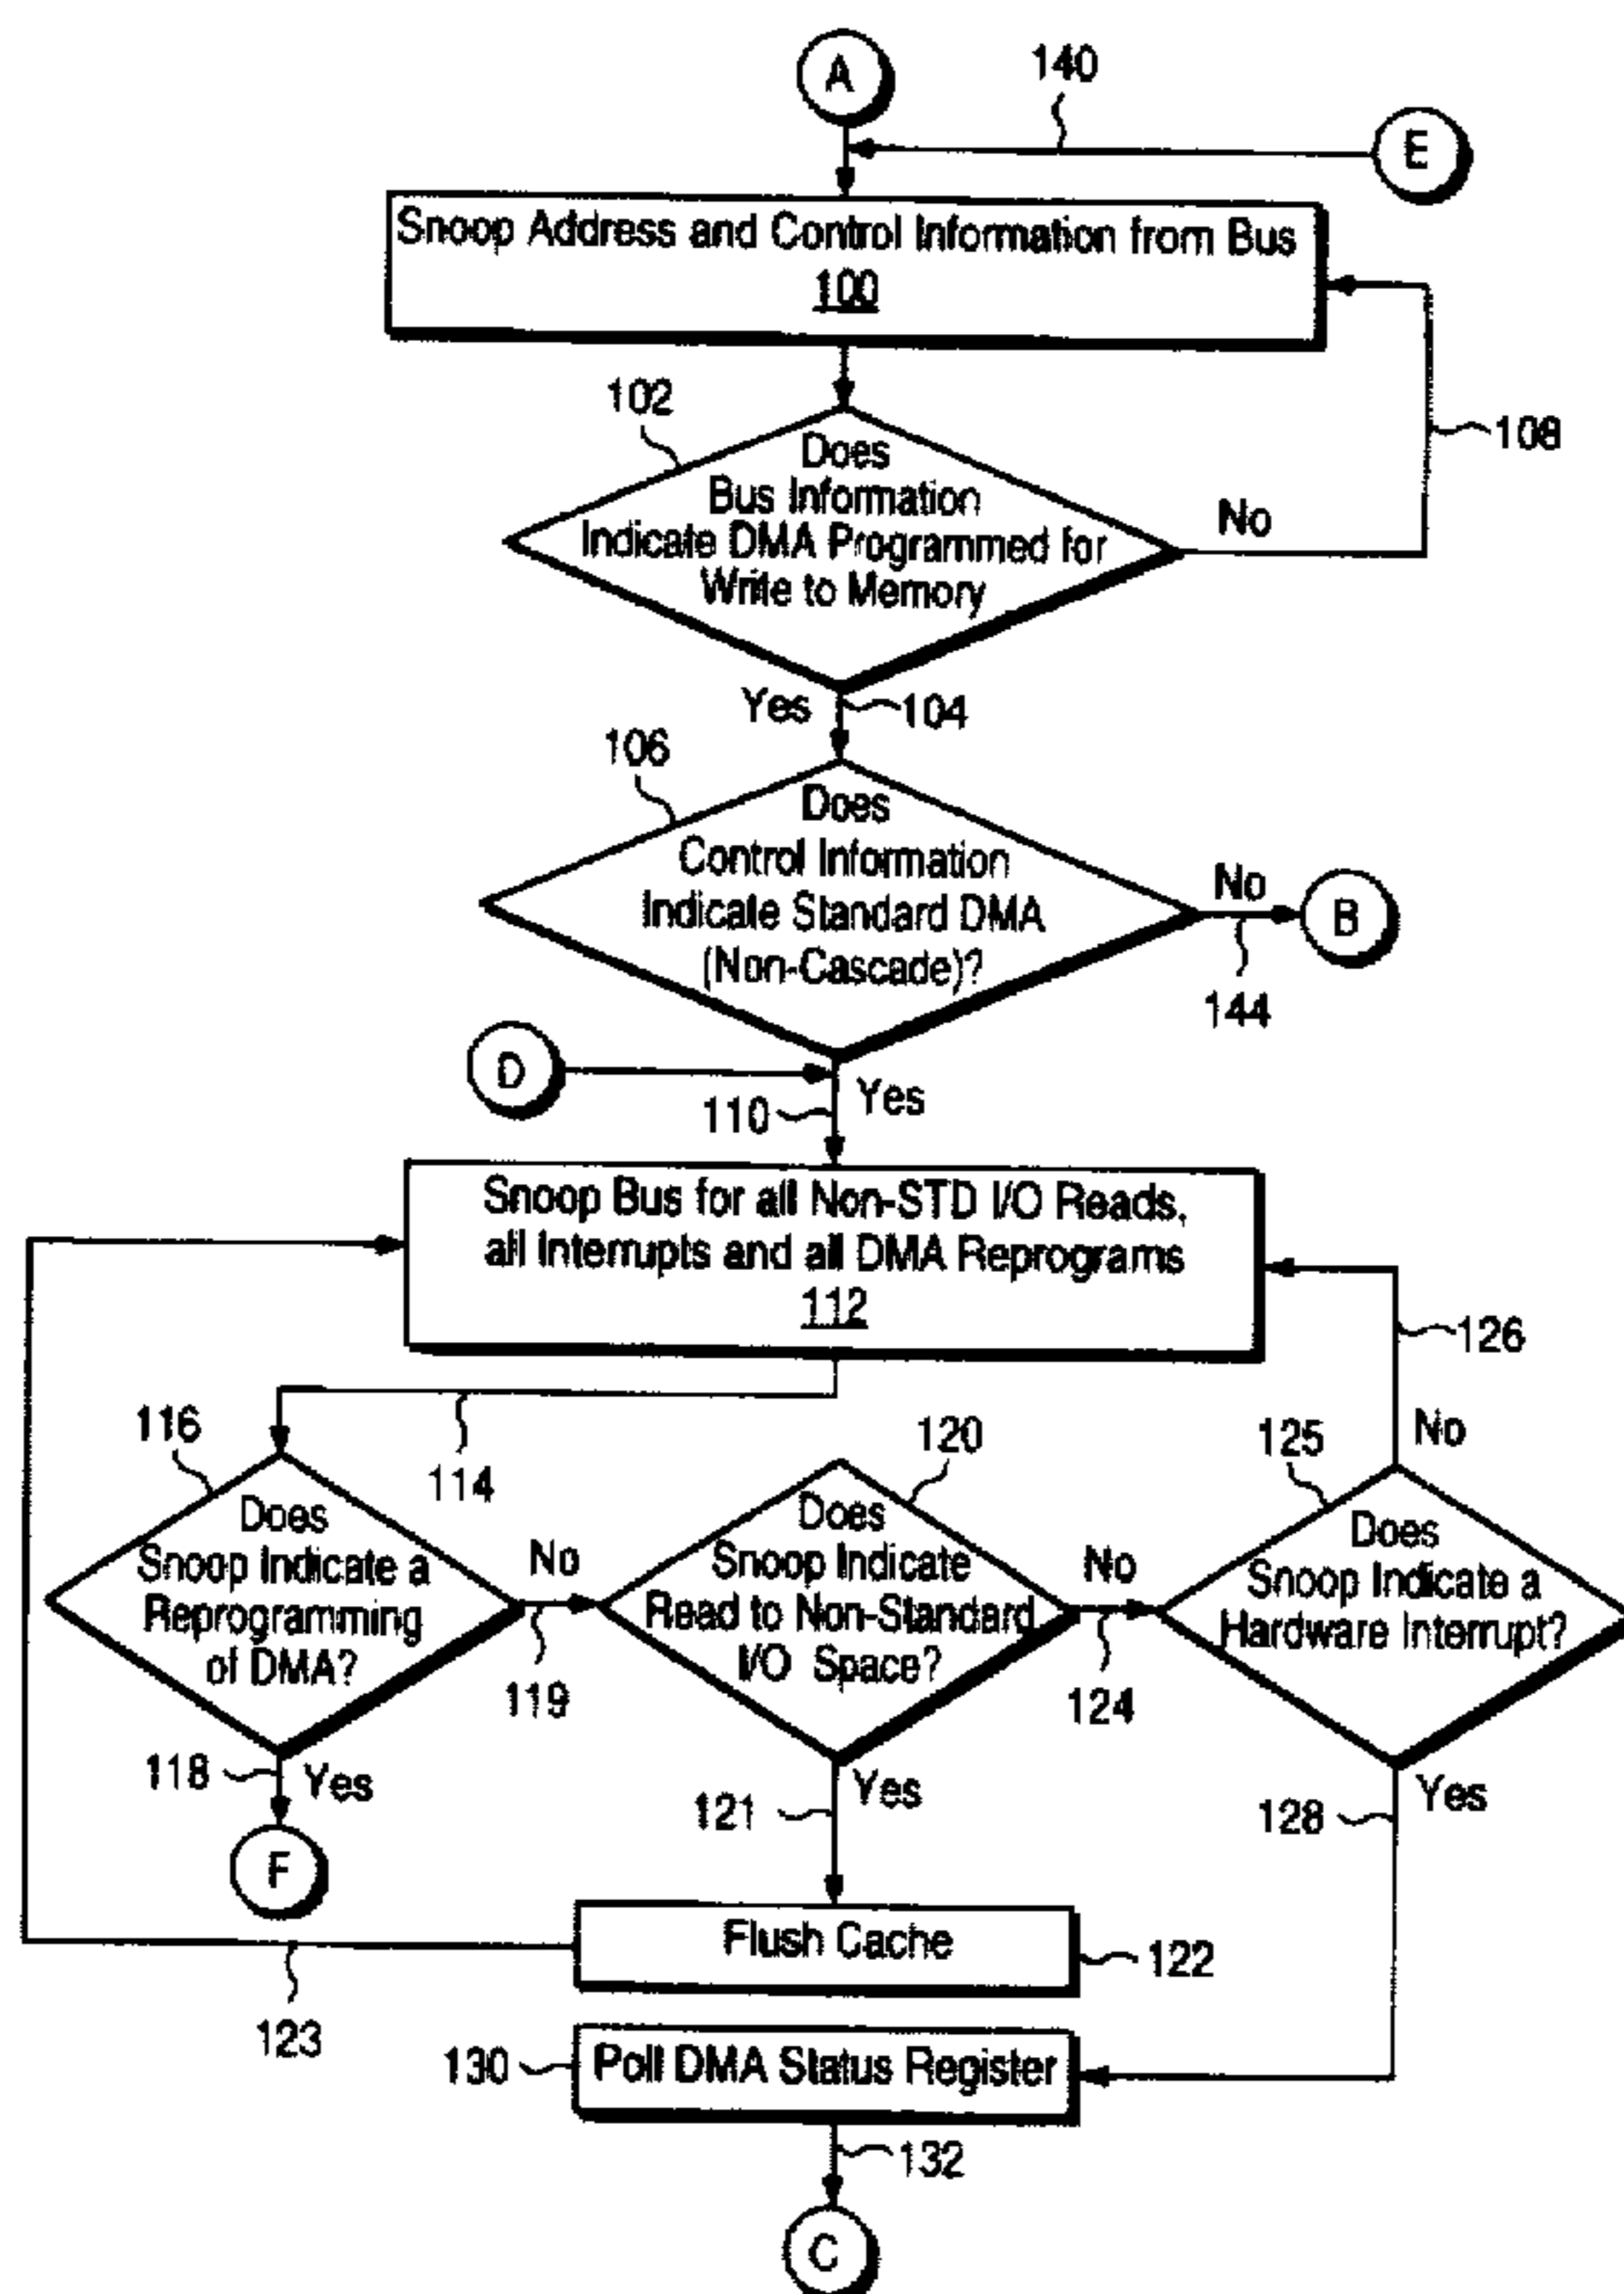 A
140
E
Snoop Address and Control Information from Bus
100
102
Does
Bus Information
Indicate DMA Programmed for
Write to Memory
No
108
Yes
104
106
Does
Control Information
Indicate Standard DMA
(Non-Cascade)?
No
B
144
D
110
Yes
Snoop Bus for all Non-STD I/O Reads,
all Interrupts and all DMA Reprograms
112
126
114
116
Does
Snoop Indicate a
Reprogramming
of DMA?
No
119
118
Yes
F
120
Does
Snoop Indicate
Read to Non-Standard
I/O Space?
No
124
121
Yes
125
No
Does
Snoop Indicate a
Hardware Interrupt?
128
Yes
Flush Cache
122
123
130
Poll DMA Status Register
132
C